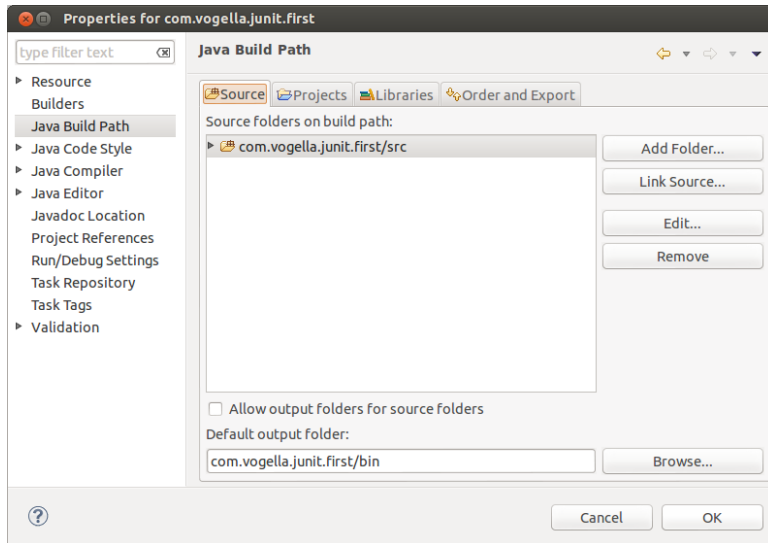 Properties for com.vogella.junit.first
type filter text
Java Build Path
Resource
Builders
Java Build Path
Java Code Style
Java Compiler
Java Editor
Javadoc Location
Project References
Run/Debug Settings
Task Repository
Task Tags
Validation
Source Projects Libraries Order and Export
Source folders on build path:
com.vogella.junit.first/src
Add Folder...
Link Source...
Edit...
Remove
Allow output folders for source folders
Default output folder:
com.vogella.junit.first/bin
Browse...
Cancel OK